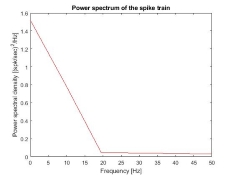 Power spectrum of the spike train
Power spectral density [(spk/sec)²/Hz]
1.6
1.4
1.2
1
0.8
0.6
0.4
0.2
0
0 5 10 15 20 25 30 35 40 45 50
Frequency [Hz]